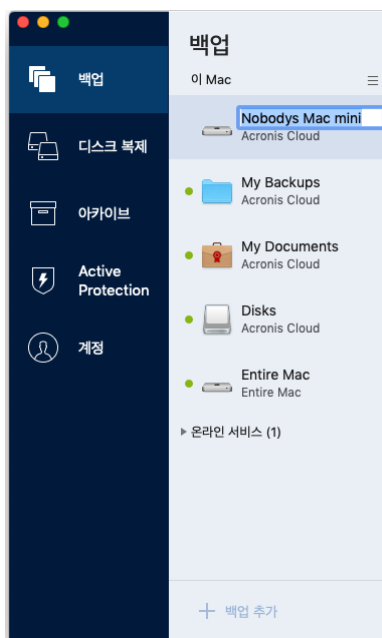 백업
디스크 복제
아카이브
Active
Protection
계정
백업
이 Mac
Nobodys Mac mini
Acronis Cloud
My Backups
Acronis Cloud
My Documents
Acronis Cloud
Disks
Acronis Cloud
Entire Mac
Entire Mac
온라인 서비스 (1)
백업 추가